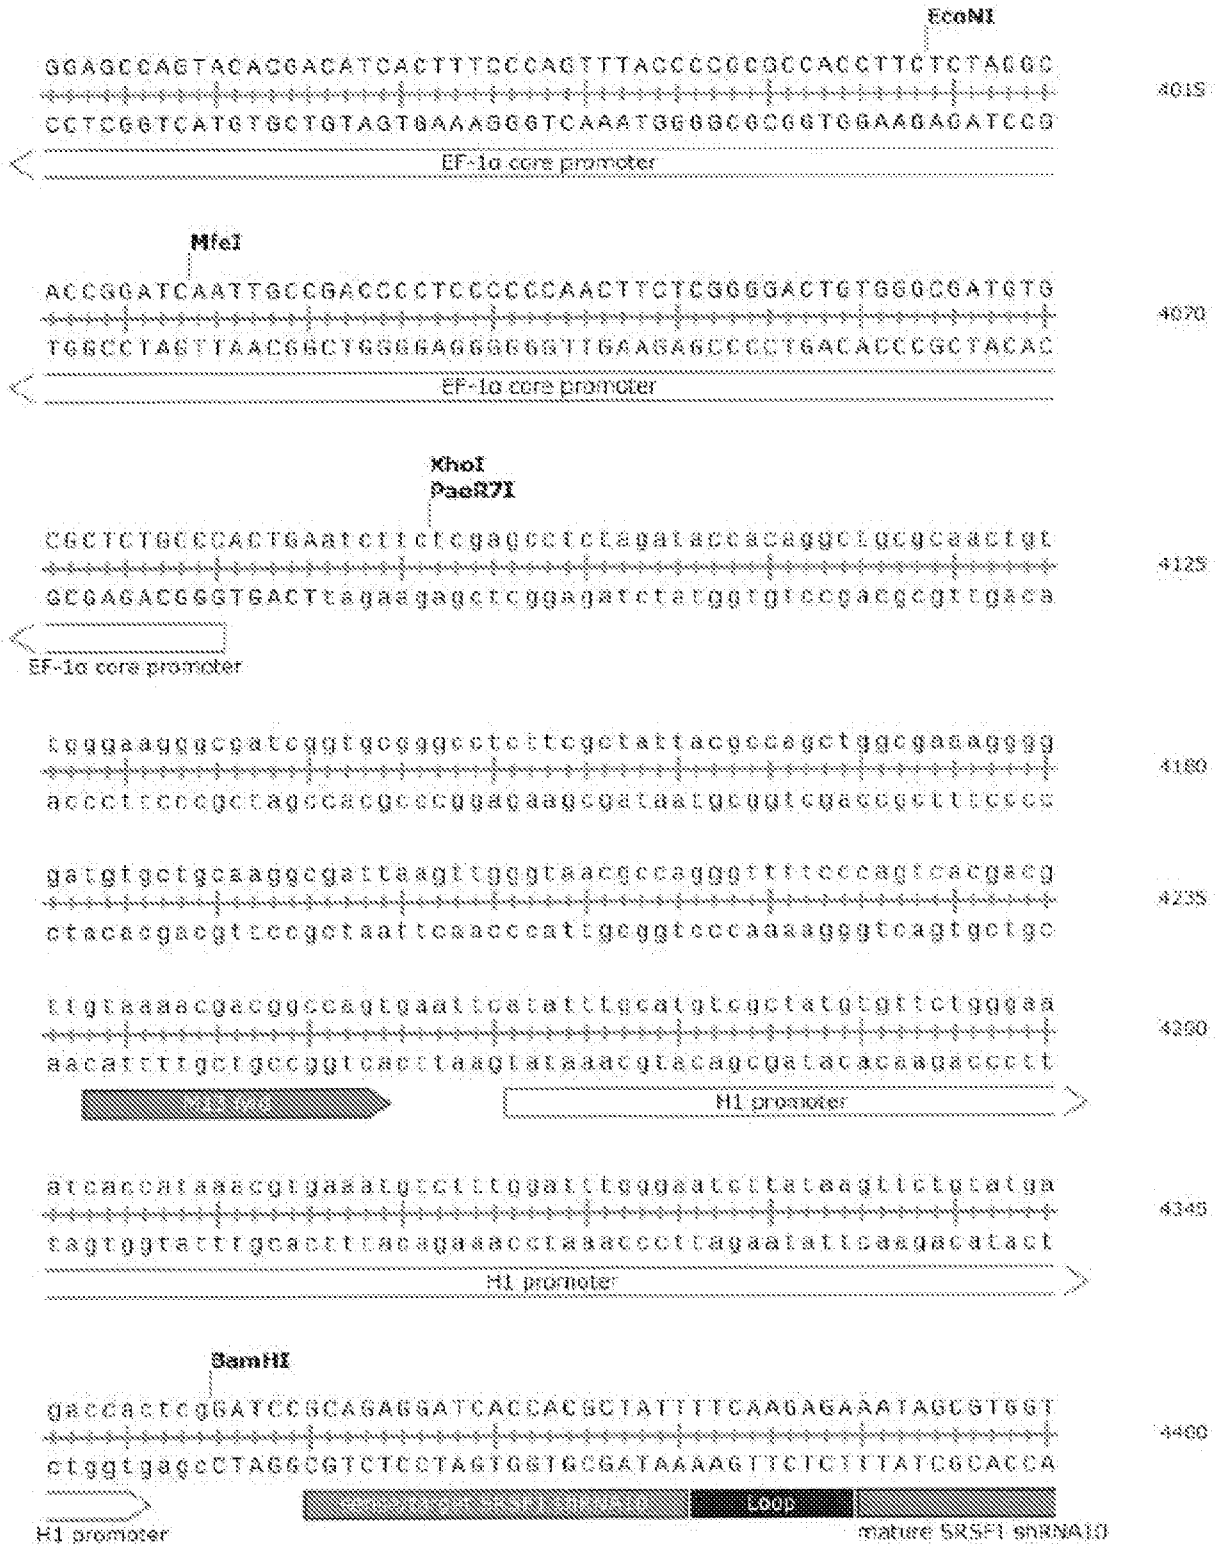 EcoNI
GGAGCCAGTACACGACATCACTTTCCCAGTTTACCCCGCGCCACCTTCTCTAGGC
4015
CCTCGGTCATGTGCTGTAGTGAAAGGGTCAAATGGGGCGCGGTGGAAGAGATCCG
EF-1α core promoter
MfeI
ACCGGATCAATTGCCGACCCCTCCCCCCAACTTCTCGGGGACTGTGGGCGATGTG
4070
TGGCCTAGTTAACGGCTGGGGAGGGGGGTTGAAGAGCCCCTGACACCCGCTACAC
EF-1α core promoter
XhoI
PaeR7I
CGCTCTGCCCACTGAatcttctcgagcctctagataccacaggctgcgcaactgt
4125
GCGAGACGGGTGACTtagaagagctcggagatctatggtgtccgacgcgttgaca
EF-1α core promoter
tgggaagggcgatcggtgcgggcctcttcgctattacgccagctggcgaaagggg
4180
acccttcccgctagccacgcccggagaagcgataatgcggtcgaccgctttcccc
gatgtgctgcaaggcgattaagttgggtaacgccagggttttcccagtcacgacg
4235
ctacacgacgttccgctaattcaacccattgcggtcccaaaagggtcagtgctgc
ttgtaaaacgacggccagtgaattcatatttgcatgtcgctatgtgttctgggaa
4290
aacattttgctgccggtcacttaagtataaacgtacagcgatacacaagaccctt
H1 promoter
atcaccataaacgtgaaatgtctttggatttgggaatcttataagttctgtatga
4345
tagtggtatttgcactttacagaaacctaaacccttagaatattcaagacatact
H1 promoter
BamHI
gaccactcgGATCCGCAGAGGATCACCACGCTATTTTCAAGAGAAATAGCGTGGT
4400
ctggtgagcCTAGGCGTCTCCTAGTGGTGCGATAAAAGTTCTCTTTATCGCACCA
Loop
H1 promoter
mature SRSF1 shRNA10